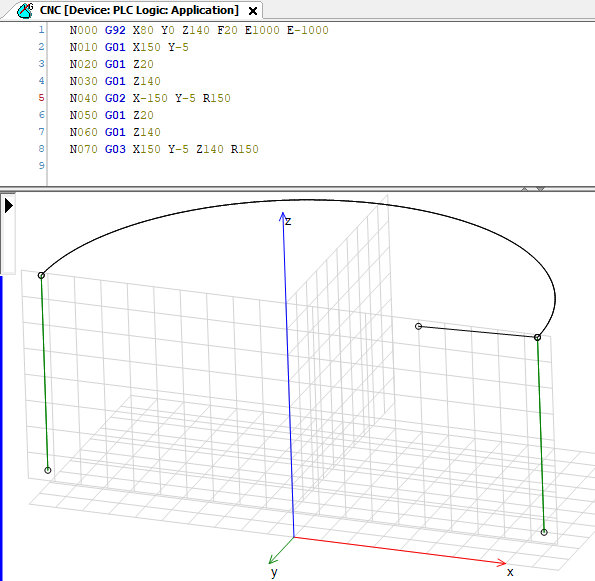 CNC [Device: PLC Logic: Application]
1 N000 G92 X80 Y0 Z140 F20 E1000 E-1000
2 N010 G01 X150 Y-5
3 N020 G01 Z20
4 N030 G01 Z140
5 N040 G02 X-150 Y-5 R150
6 N050 G01 Z20
7 N060 G01 Z140
8 N070 G03 X150 Y-5 Z140 R150
9
z
y
x